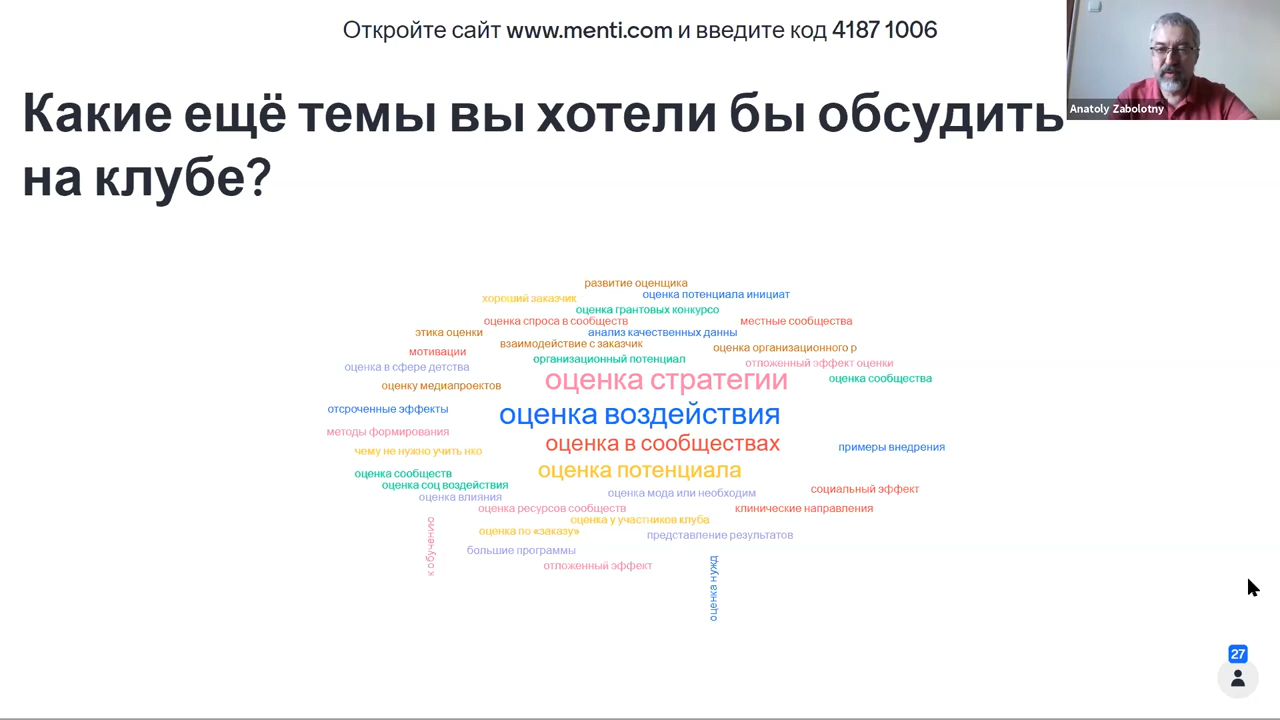 Откройте сайт www.menti.com и введите код 4187 1006
Anatoly Zabolotny
Какие ещё темы вы хотели бы обсудить
на клубе?
развитие оценщика
хороший заказчик
оценка потенциала инициат
оценка грантовых конкурсо
оценка спроса в сообществ
местные сообщества
этика оценки
анализ качественных данны
взаимодействие с заказчик
оценка организационного р
мотивации
организационный потенциал
отложенный эффект оценки
оценка в сфере детства
оценка стратегии
оценка сообщества
оценку медиапроектов
отсроченные эффекты
оценка воздействия
методы формирования
оценка в сообществах
примеры внедрения
чему не нужно учить нко
оценка потенциала
оценка сообществ
оценка соц воздействия
социальный эффект
оценка влияния
оценка мода или необходим
оценка ресурсов сообществ
клинические направления
оценка у участников клуба
оценка по «заказу»
представление результатов
к обучению
большие программы
отложенный эффект
оценка нужд
27